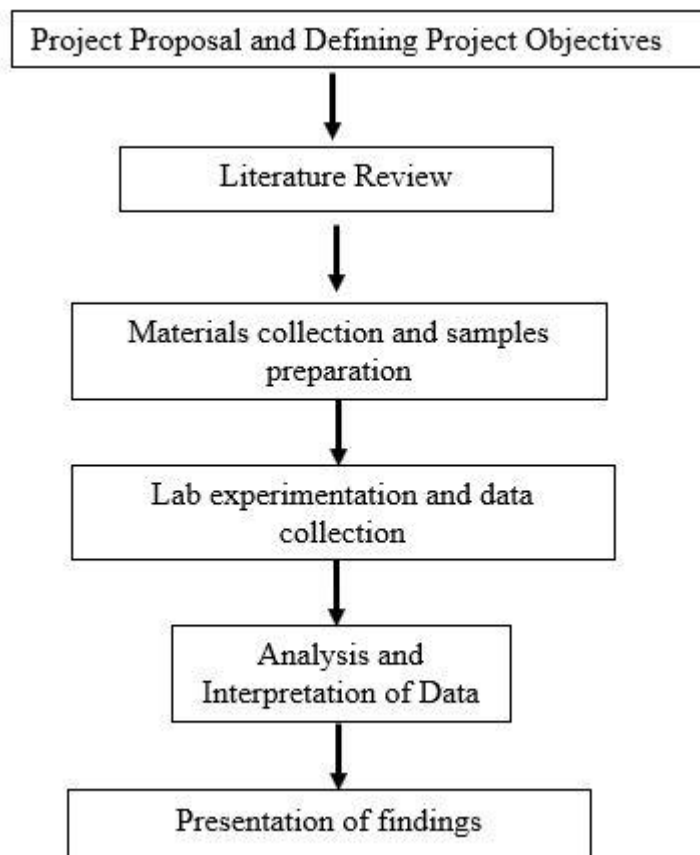 Project Proposal and Defining Project Objectives
Literature Review
Materials collection and samples
preparation
Lab experimentation and data
collection
Analysis and
Interpretation of Data
Presentation of findings